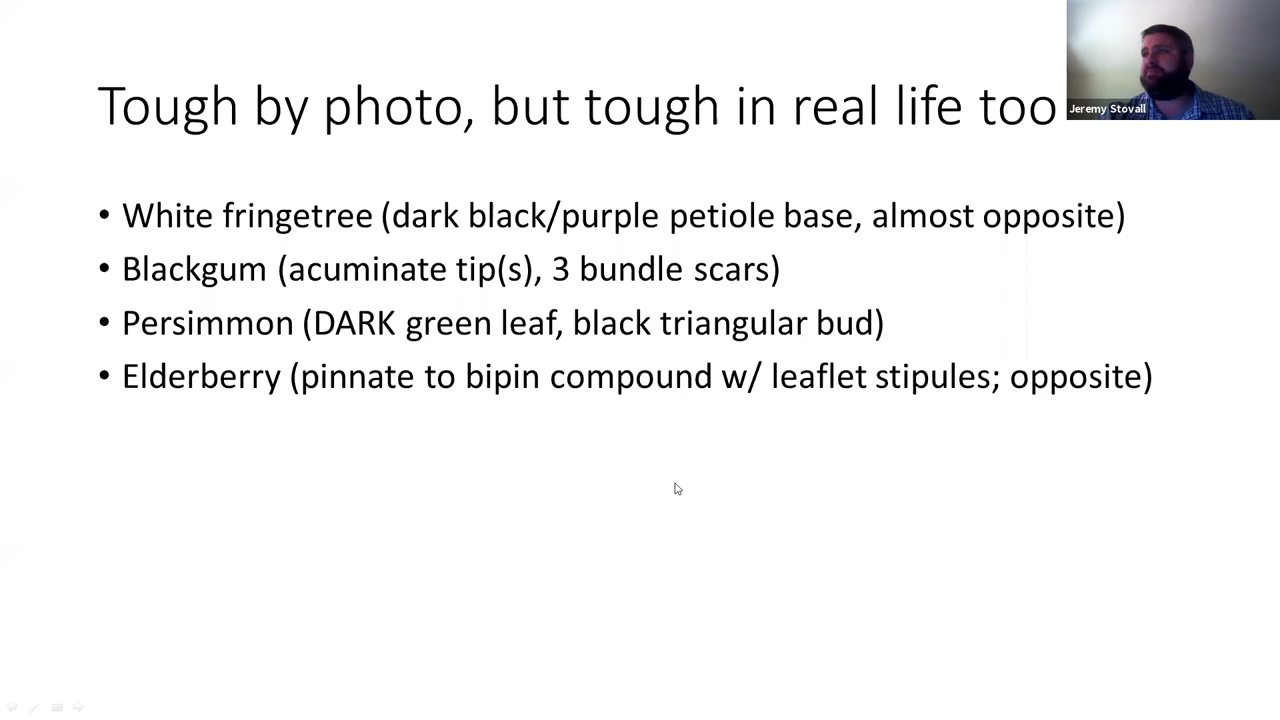 Tough by photo, but tough in real life too
Jeremy Stovall
• White fringetree (dark black/purple petiole base, almost opposite)
• Blackgum (acuminate tip(s), 3 bundle scars)
• Persimmon (DARK green leaf, black triangular bud)
• Elderberry (pinnate to bipin compound w/ leaflet stipules; opposite)